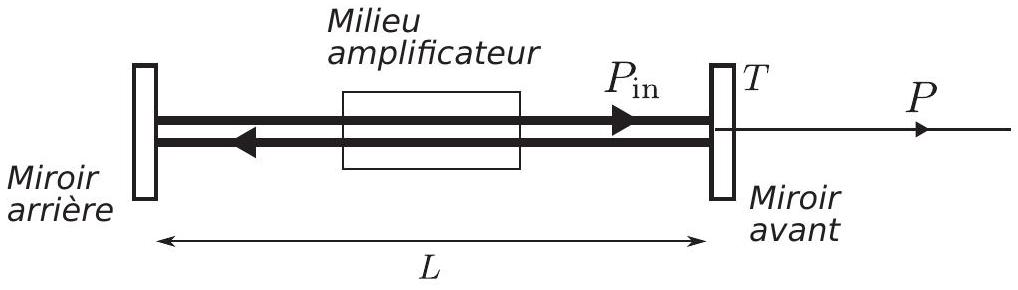 Milieu
amplificateur
P_in
T
P
Miroir
arrière
Miroir
avant
L